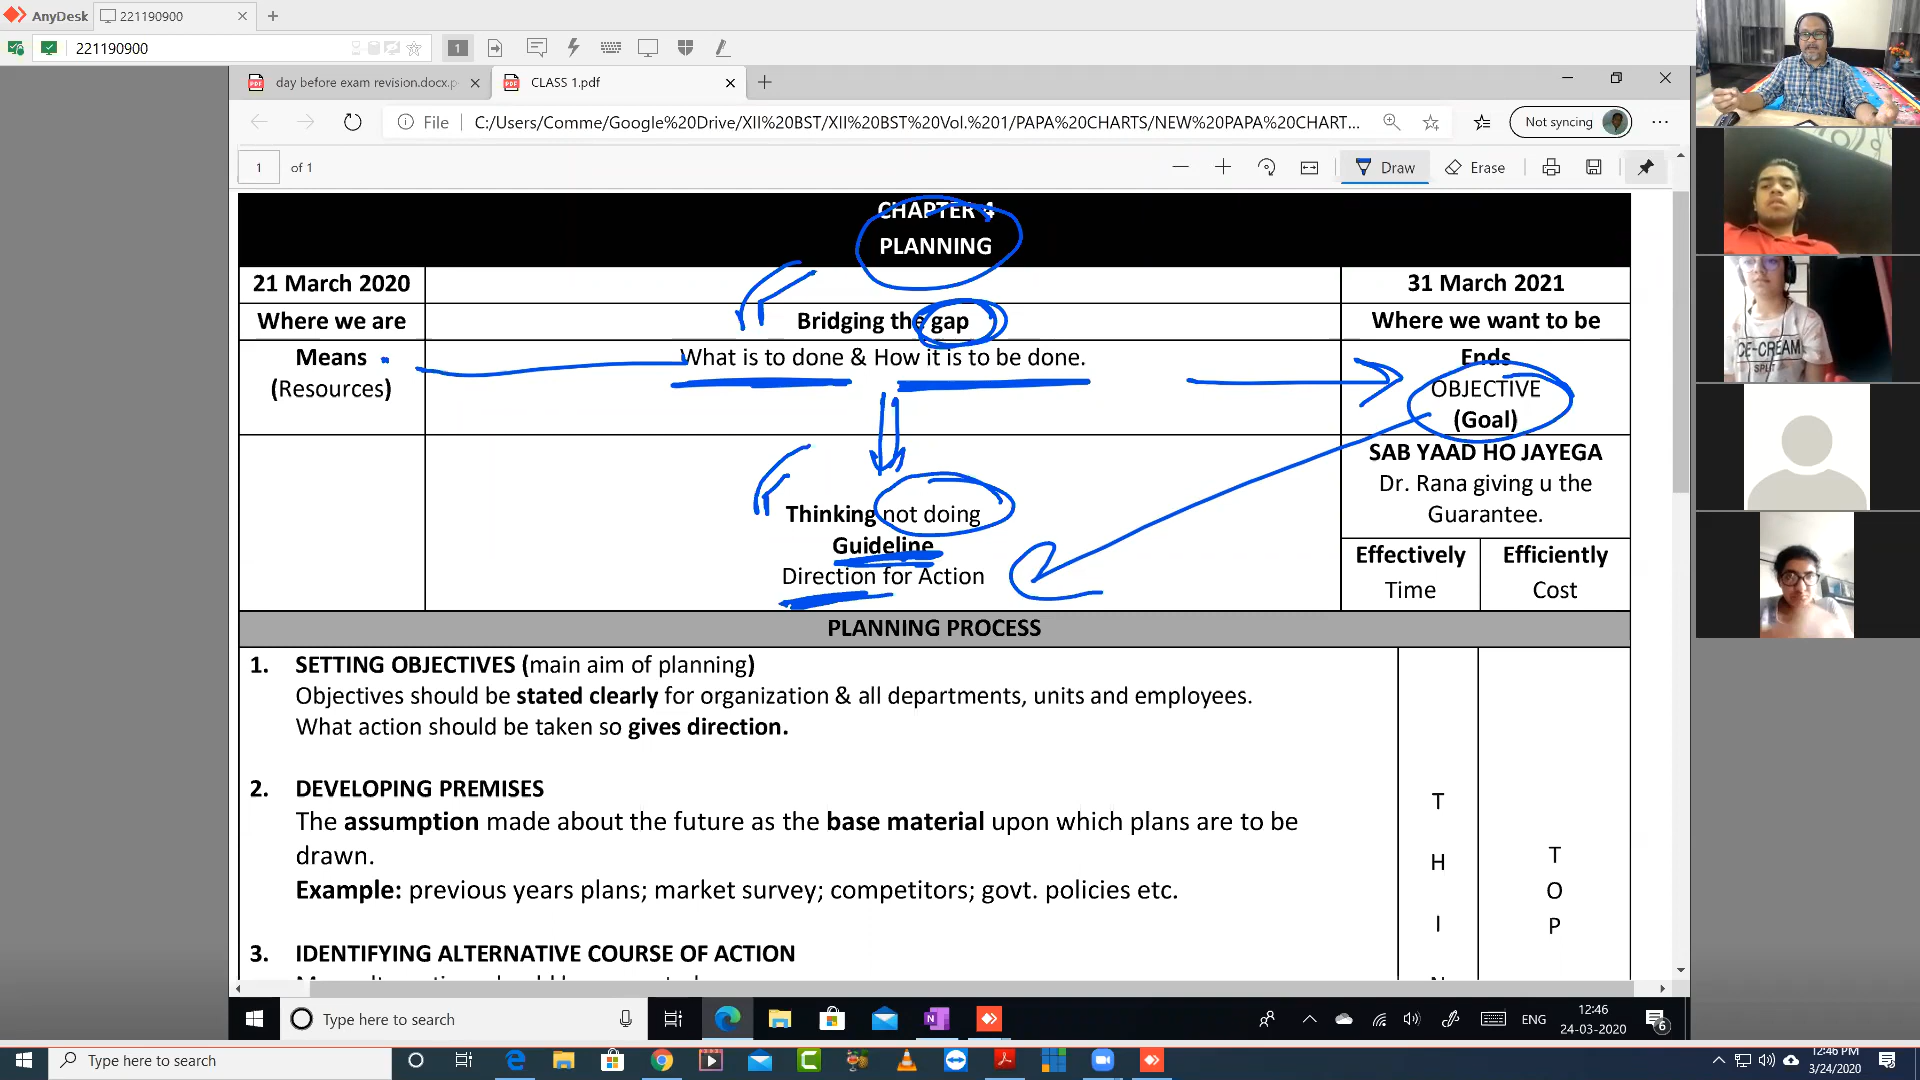 AnyDesk
221190900
221190900
1
day before exam revision.docx.p
CLASS 1.pdf
File
C:/Users/Comme/Google%20Drive/XII%20BST/XII%20BST%20Vol.%201/PAPA%20CHARTS/NEW%20PAPA%20CHART...
Not syncing
1 of 1
Draw
Erase
CHAPTER 4
PLANNING
21 March 2020
31 March 2021
Where we are
Bridging the gap
Where we want to be
Means
(Resources)
What is to done & How it is to be done.
Ends
OBJECTIVE
(Goal)
Thinking not doing
Guideline
Direction for Action
SAB YAAD HO JAYEGA
Dr. Rana giving u the
Guarantee.
Effectively
Time
Efficiently
Cost
PLANNING PROCESS
1. SETTING OBJECTIVES (main aim of planning)
Objectives should be stated clearly for organization & all departments, units and employees.
What action should be taken so gives direction.
2. DEVELOPING PREMISES
The assumption made about the future as the base material upon which plans are to be
drawn.
Example: previous years plans; market survey; competitors; govt. policies etc.
3. IDENTIFYING ALTERNATIVE COURSE OF ACTION
T
H
I
T
O
P
Type here to search
ENG
12:46
24-03-2020
6
Type here to search
12:46 PM
3/24/2020